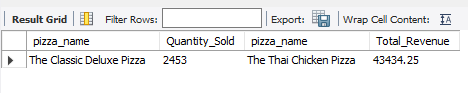 Result Grid Filter Rows: Export: Wrap Cell Content: IA
pizza_name Quantity_Sold pizza_name Total_Revenue
The Classic Deluxe Pizza 2453 The Thai Chicken Pizza 43434.25